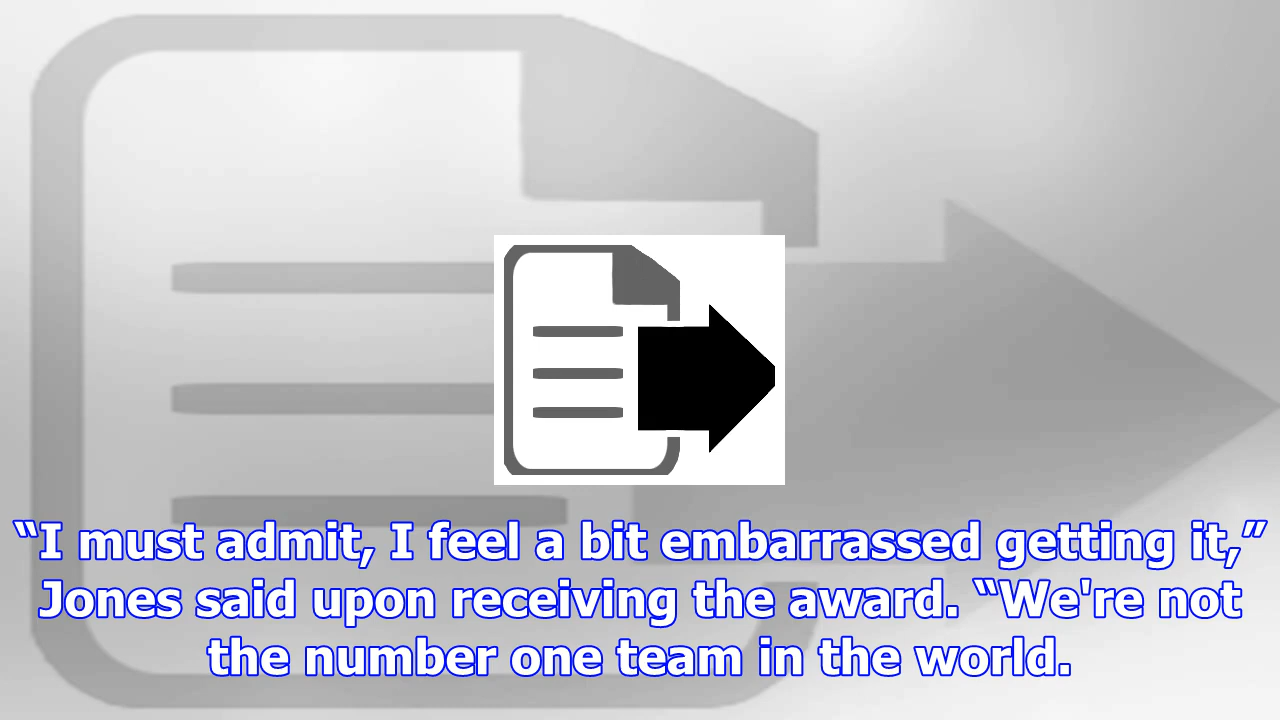 “I must admit, I feel a bit embarrassed getting it,”
Jones said upon receiving the award. “We're not
the number one team in the world.